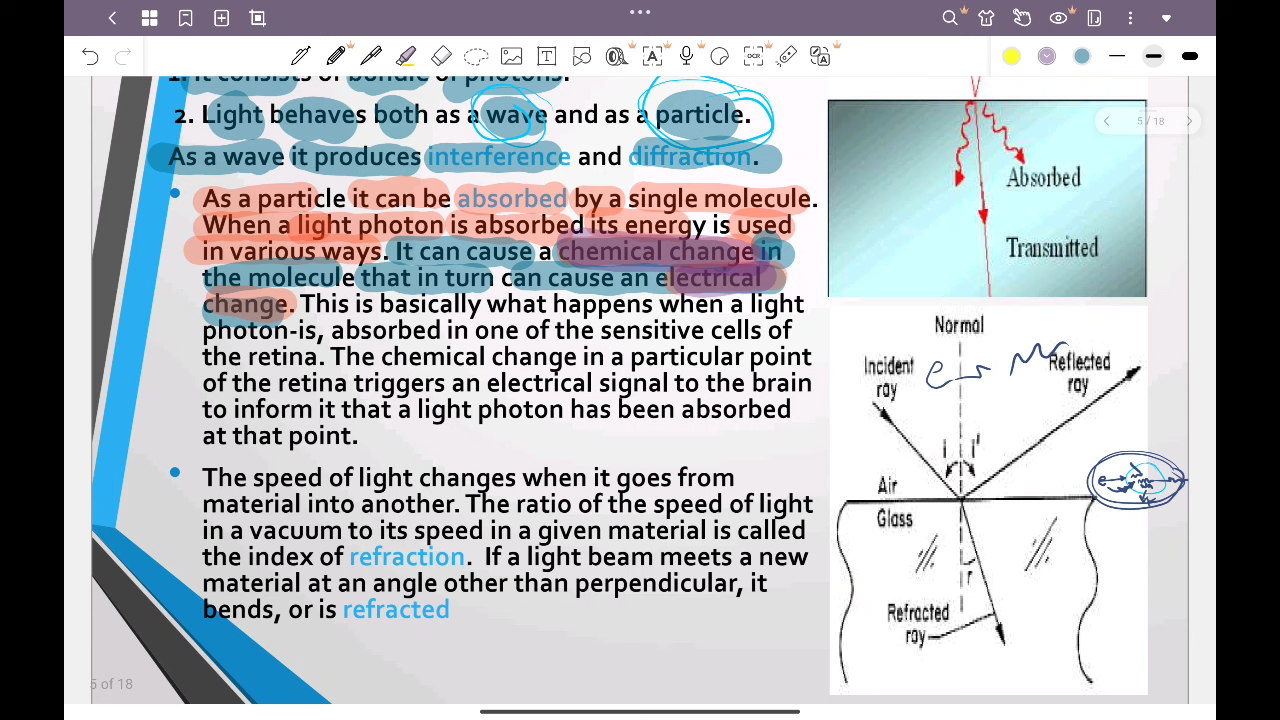 5 / 18
1. It consists of bundle of photons.
2. Light behaves both as a wave and as a particle.
As a wave it produces interference and diffraction.
• As a particle it can be absorbed by a single molecule.
When a light photon is absorbed its energy is used
in various ways. It can cause a chemical change in
the molecule that in turn can cause an electrical
change. This is basically what happens when a light
photon-is, absorbed in one of the sensitive cells of
the retina. The chemical change in a particular point
of the retina triggers an electrical signal to the brain
to inform it that a light photon has been absorbed
at that point.
• The speed of light changes when it goes from
material into another. The ratio of the speed of light
in a vacuum to its speed in a given material is called
the index of refraction. If a light beam meets a new
material at an angle other than perpendicular, it
bends, or is refracted
5 of 18
Absorbed
Transmitted
Normal
Incident
ray
Reflected
ray
i i'
Air
Glass
r
Refracted
ray
e
OCR